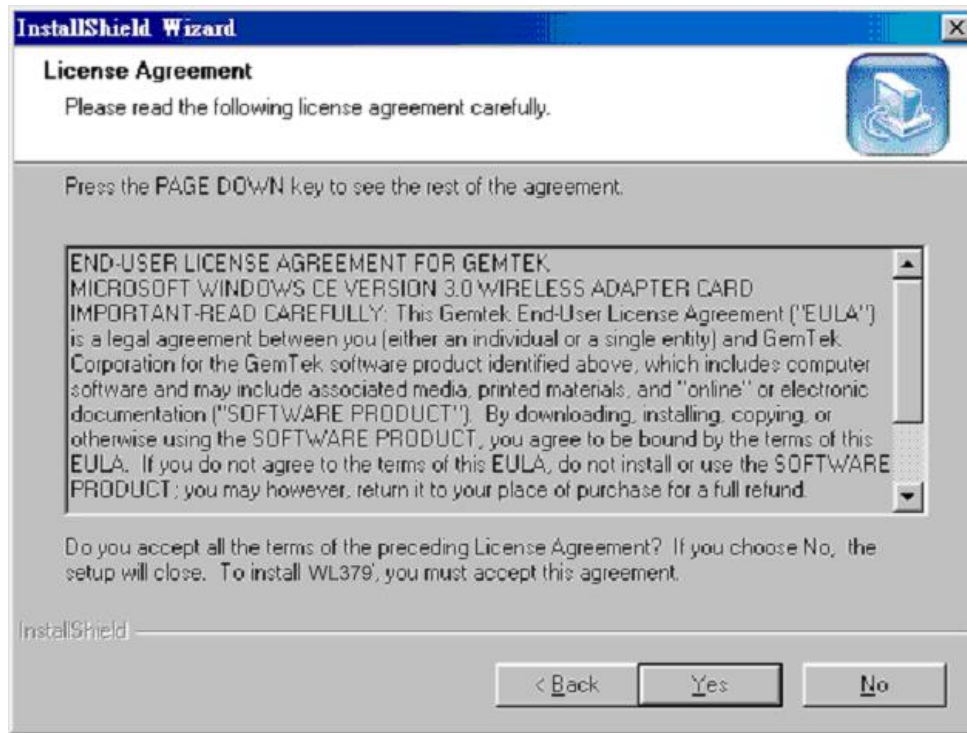 InstallShield Wizard
License Agreement
Please read the following license agreement carefully.
Press the PAGE DOWN key to see the rest of the agreement.
END-USER LICENSE AGREEMENT FOR GEMTEK
MICROSOFT WINDOWS CE VERSION 3.0 WIRELESS ADAPTER CARD
IMPORTANT-READ CAREFULLY: This Gemtek End-User License Agreement ("EULA")
is a legal agreement between you (either an individual or a single entity) and GemTek
Corporation for the GemTek software product identified above, which includes computer
software and may include associated media, printed materials, and "online" or electronic
documentation ("SOFTWARE PRODUCT"). By downloading, installing, copying, or
otherwise using the SOFTWARE PRODUCT, you agree to be bound by the terms of this
EULA. If you do not agree to the terms of this EULA, do not install or use the SOFTWARE
PRODUCT; you may however, return it to your place of purchase for a full refund.
Do you accept all the terms of the preceding License Agreement? If you choose No, the
setup will close. To install WL379', you must accept this agreement.
InstallShield
< Back
Yes
No